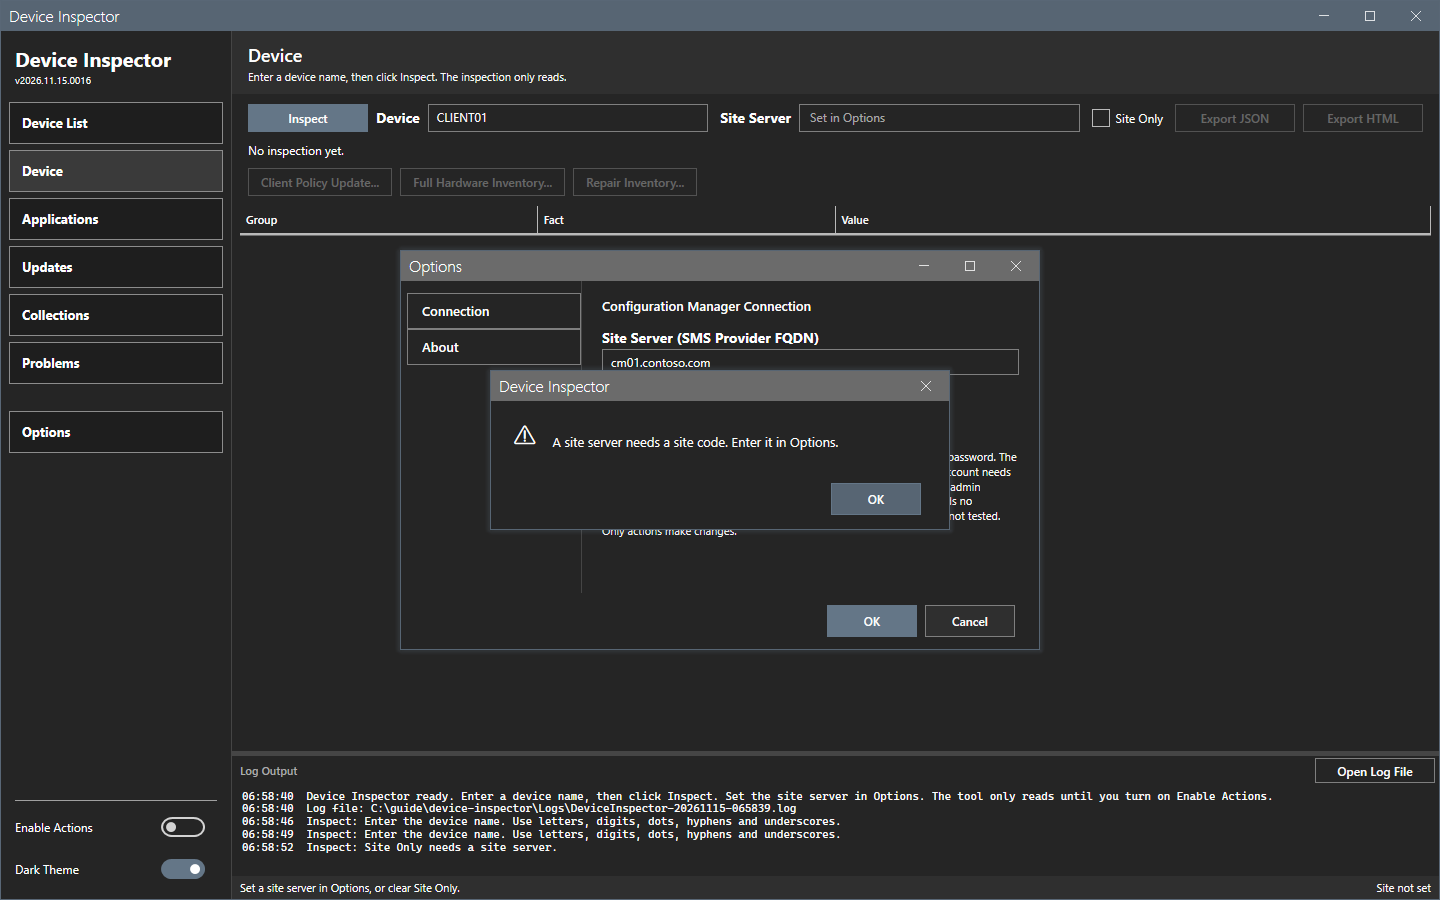 Device Inspector
Device Inspector
v2026.11.15.0016
Device List
Device
Applications
Updates
Collections
Problems
Options
Enable Actions
Dark Theme
Device
Enter a device name, then click Inspect. The inspection only reads.
Inspect Device CLIENT01 Site Server Set in Options Site Only Export JSON Export HTML
No inspection yet.
Client Policy Update... Full Hardware Inventory... Repair Inventory...
Group Fact Value
Options
Connection
About
Configuration Manager Connection
Site Server (SMS Provider FQDN)
cm01.contoso.com
Device Inspector
A site server needs a site code. Enter it in Options.
OK
password. The
count needs
admin
no
not tested.
Only actions make changes.
OK Cancel
Log Output Open Log File
06:58:40 Device Inspector ready. Enter a device name, then click Inspect. Set the site server in Options. The tool only reads until you turn on Enable Actions.
06:58:40 Log file: C:\guide\device-inspector\Logs\DeviceInspector-20261115-065839.log
06:58:46 Inspect: Enter the device name. Use letters, digits, dots, hyphens and underscores.
06:58:49 Inspect: Enter the device name. Use letters, digits, dots, hyphens and underscores.
06:58:52 Inspect: Site Only needs a site server.
Set a site server in Options, or clear Site Only. Site not set